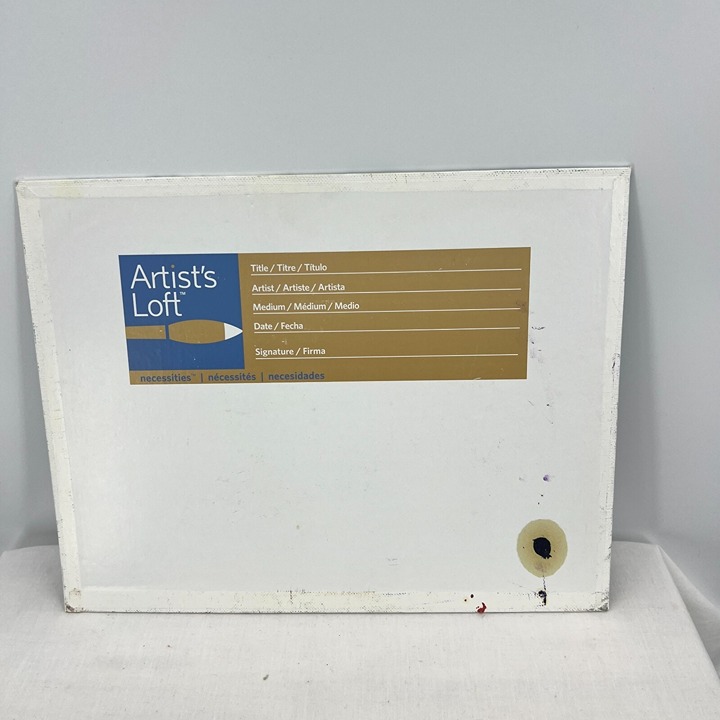 Artist's
Loft™
Title / Titre / Título
Artist / Artiste / Artista
Medium / Médium / Medio
Date / Fecha
Signature / Firma
necessities™ | nécessités | necesidades